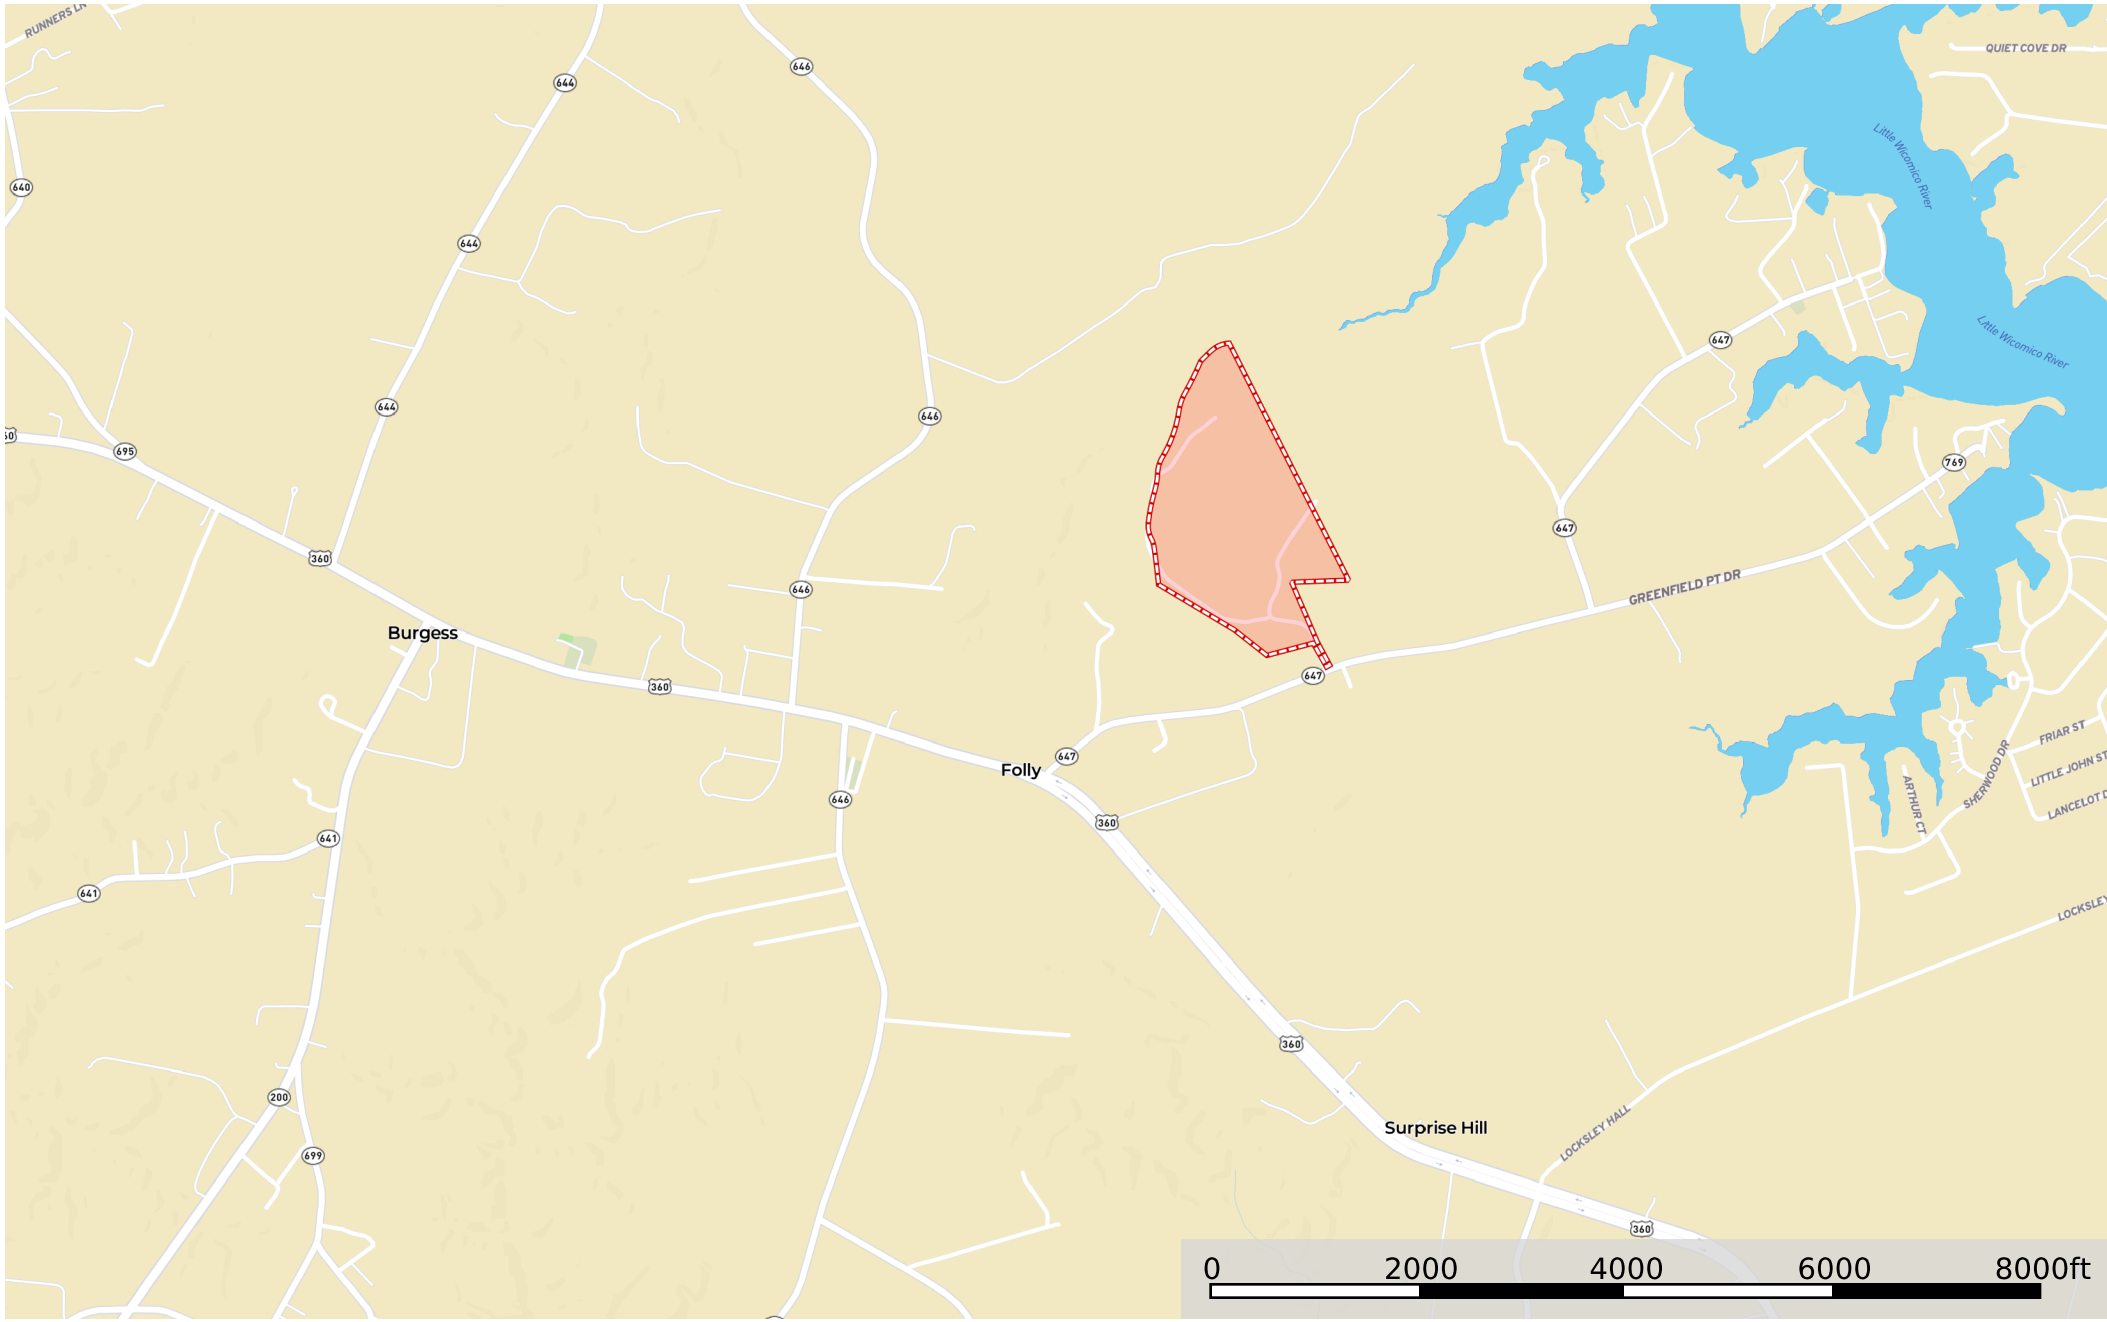 RUNNERS LN
646
QUIET COVE DR
644
Little Wicomico River
640
644
Little Wicomico River
647
644
646
60
695
769
647
360
646
GREENFIELD PT DR
Burgess
360
647
FRIAR ST
647
Folly
LITTLE JOHN ST
SHERWOOD DR
ARTHUR CT
646
LANCELOT D
360
641
641
LOCKSLEY
360
200
Surprise Hill
LOCKSLEY HALL
699
360
0 2000 4000 6000 8000ft